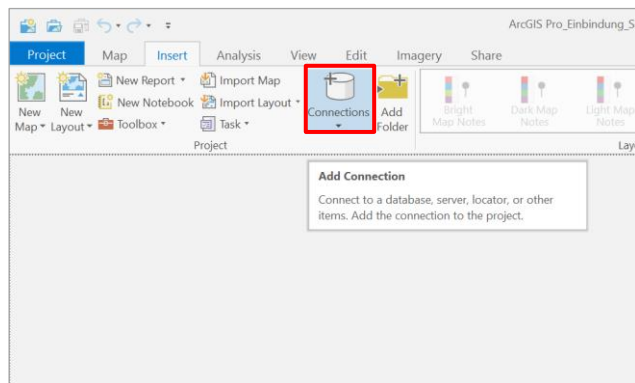 ArcGIS Pro_Einbindung_S
Project Map Insert Analysis View Edit Imagery Share
New Map New Layout
New Report
New Notebook
Toolbox
Import Map
Import Layout
Task
Connections
Add Folder
Bright Map Notes
Dark Map Notes
Light Map Notes
Project
Lay
Add Connection
Connect to a database, server, locator, or other
items. Add the connection to the project.